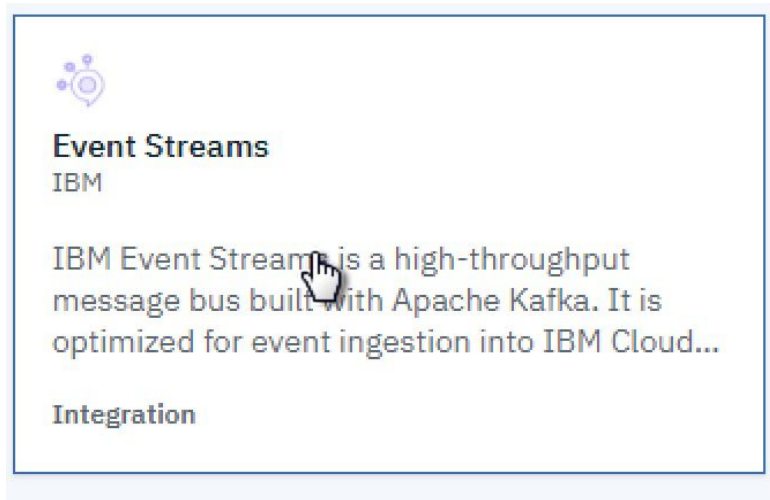 Event Streams
IBM
IBM Event Streams is a high-throughput
message bus built with Apache Kafka. It is
optimized for event ingestion into IBM Cloud...
Integration